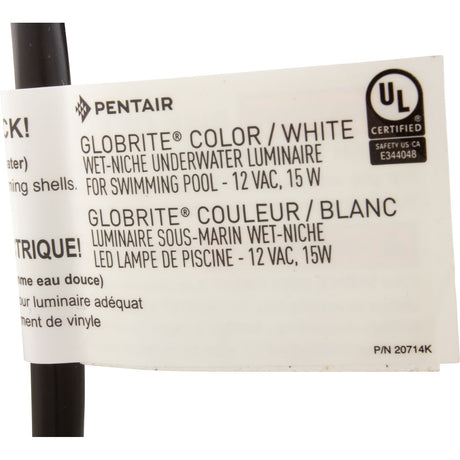 PENTAIR
GLOBRITE® COLOR / WHITE
WET-NICHE UNDERWATER LUMINAIRE
FOR SWIMMING POOL - 12 VAC, 15 W
GLOBRITE® COULEUR / BLANC
LUMINAIRE SOUS-MARIN WET-NICHE
LED LAMPE DE PISCINE - 12 VAC, 15W
P/N 20714K
UL
CERTIFIED
SAFETY US CA
E344048
CK!
ater)
ning shells.
TRIQUE!
me eau douce)
our luminaire adéquat
ment de vinyle